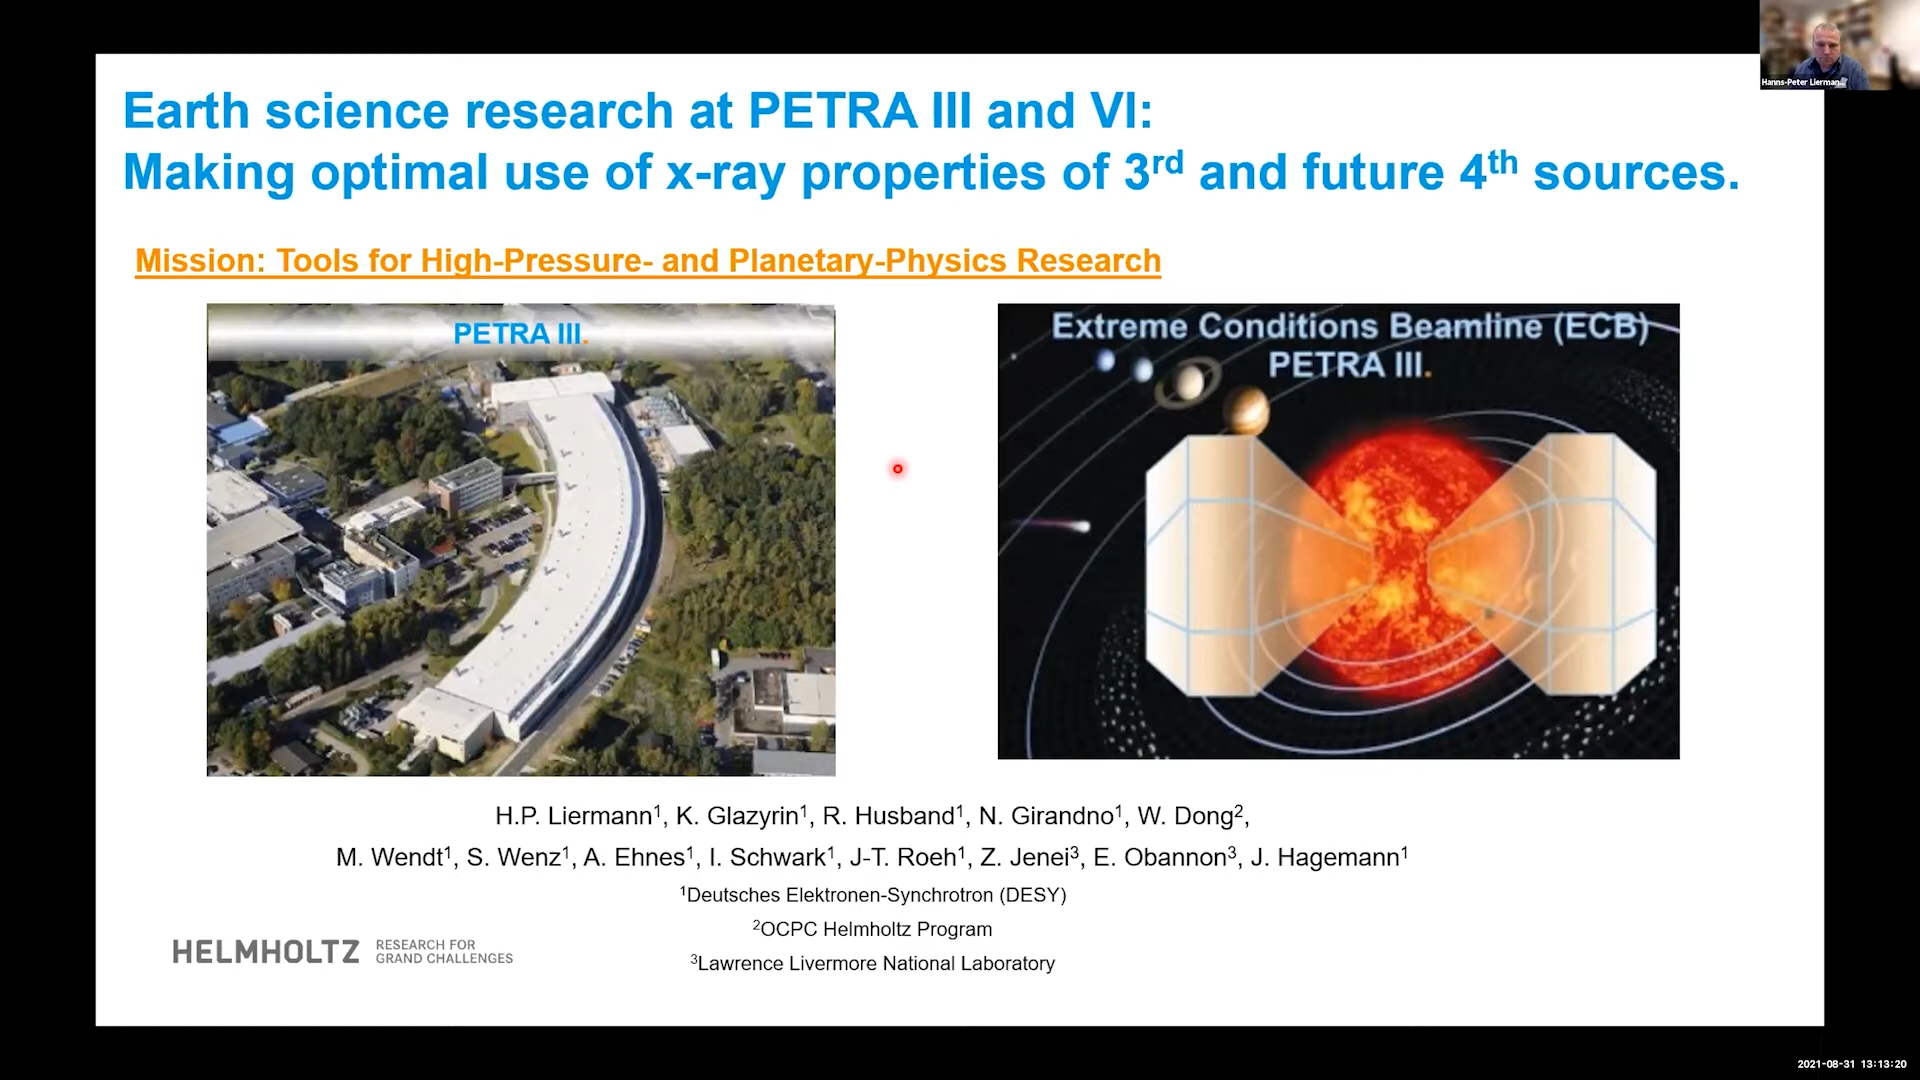 Hanns-Peter Lierman
Earth science research at PETRA III and VI:
Making optimal use of x-ray properties of 3rd and future 4th sources.
Mission: Tools for High-Pressure- and Planetary-Physics Research
PETRA III.
Extreme Conditions Beamline (ECB)
PETRA III.
H.P. Liermann¹, K. Glazyrin¹, R. Husband¹, N. Girandno¹, W. Dong²,
M. Wendt¹, S. Wenz¹, A. Ehnes¹, I. Schwark¹, J-T. Roeh¹, Z. Jenei³, E. Obannon³, J. Hagemann¹
¹Deutsches Elektronen-Synchrotron (DESY)
²OCPC Helmholtz Program
³Lawrence Livermore National Laboratory
HELMHOLTZ
RESEARCH FOR
GRAND CHALLENGES
2021-08-31 13:13:20